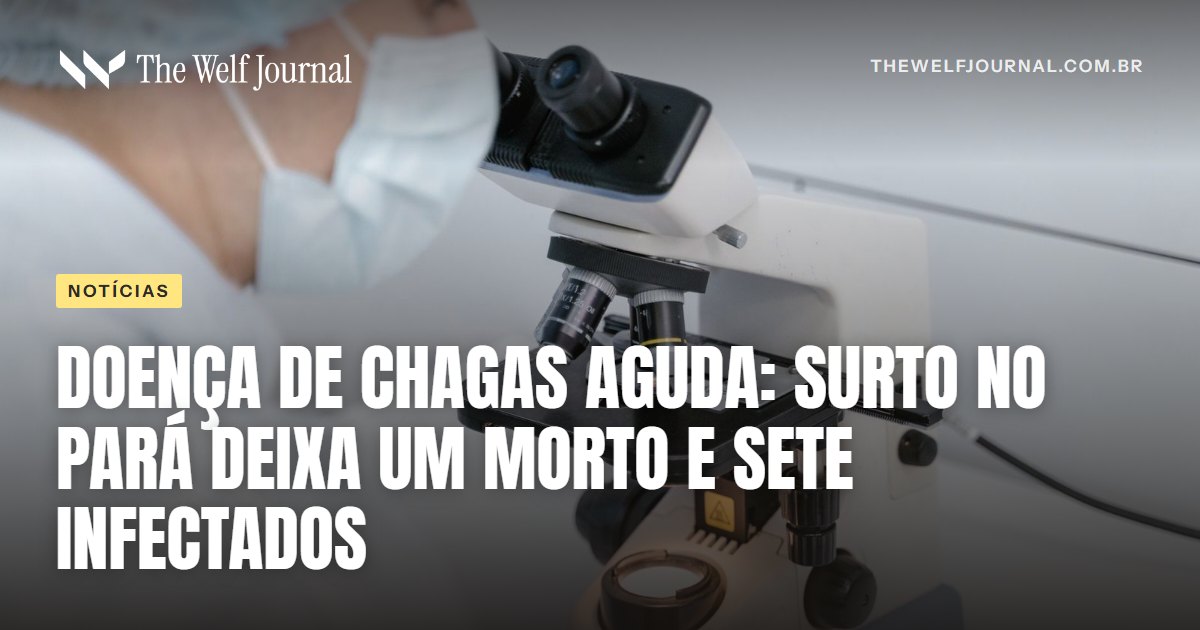 The Welf Journal
THEWELFJOURNAL.COM.BR
NOTÍCIAS
DOENÇA DE CHAGAS AGUDA: SURTO NO
PARÁ DEIXA UM MORTO E SETE
INFECTADOS